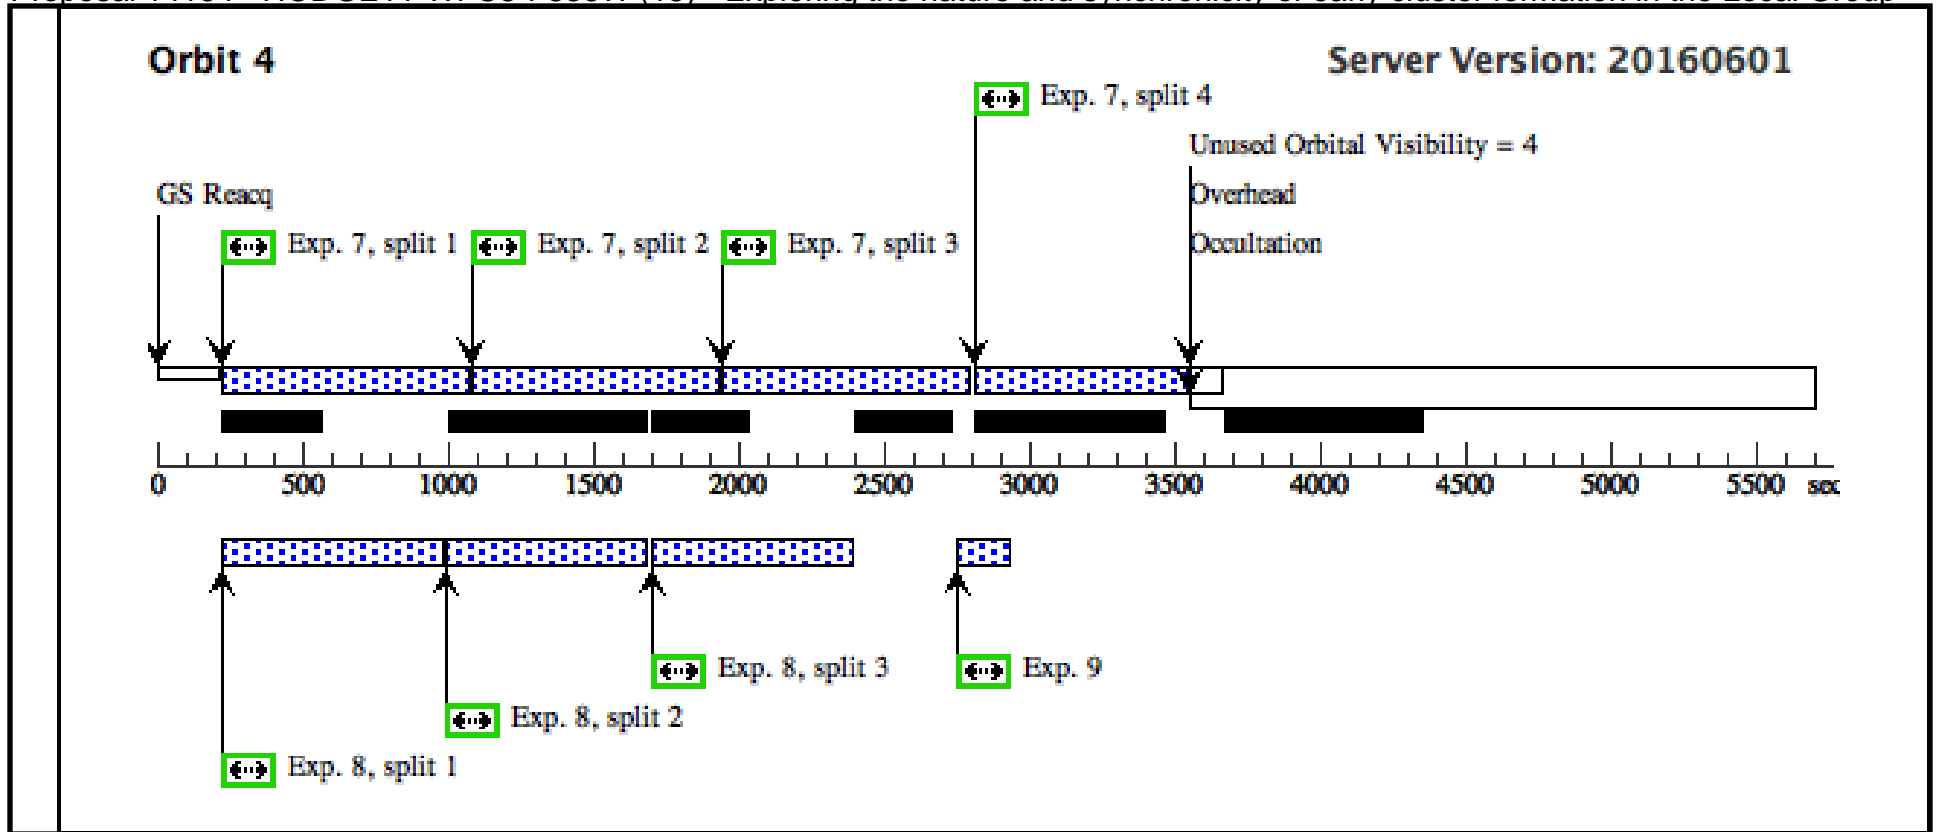 Orbit 4
Server Version: 20160601
Exp. 7, split 4
Unused Orbital Visibility = 4
GS Reacq
Overhead
Exp. 7, split 1
Exp. 7, split 2
Exp. 7, split 3
Occultation
0 500 1000 1500 2000 2500 3000 3500 4000 4500 5000 5500 sec
Exp. 8, split 3
Exp. 9
Exp. 8, split 2
Exp. 8, split 1